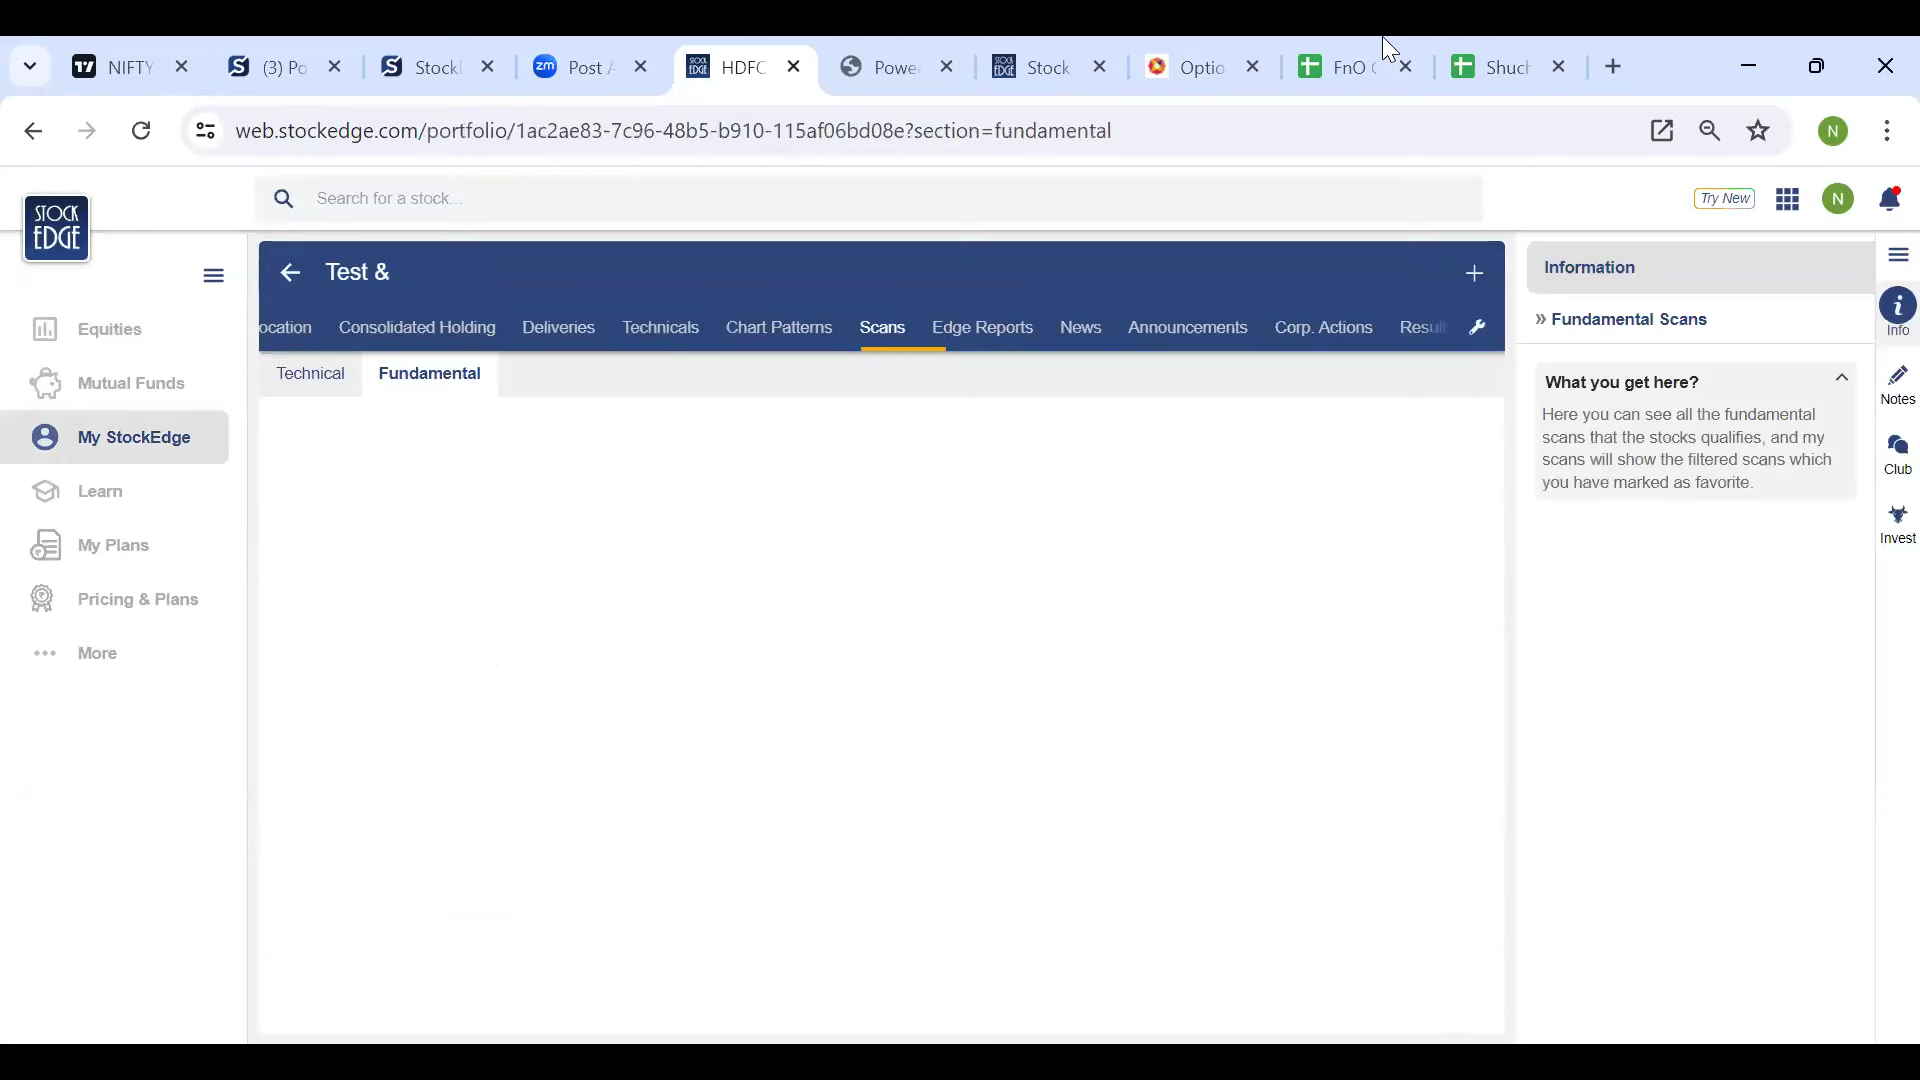 NIFTY
(3) Po
Stock
Post A
HDFC
Powe
Stock
Optio
FnO
Such
web.stockedge.com/portfolio/1ac2ae83-7c96-48b5-b910-115af06bd08e?section=fundamental
N
STOCK
EDGE
Search for a stock...
Try New
N
Test &
ocation Consolidated Holding Deliveries Technicals Chart Patterns Scans Edge Reports News Announcements Corp. Actions Result
Technical Fundamental
Equities
Mutual Funds
My StockEdge
Learn
My Plans
Pricing & Plans
More
Information
» Fundamental Scans
What you get here?
Here you can see all the fundamental
scans that the stocks qualifies, and my
scans will show the filtered scans which
you have marked as favorite.
Info
Notes
Club
Invest